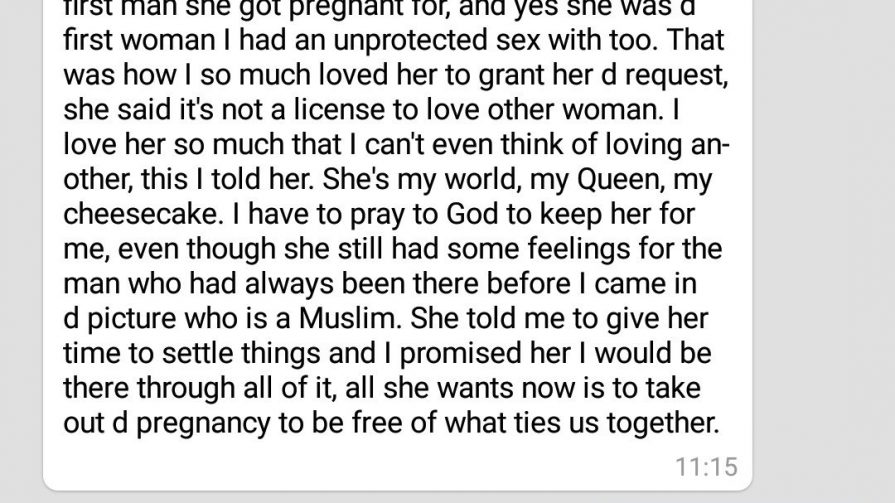 first man she got pregnant for, and yes she was d
first woman I had an unprotected sex with too. That
was how I so much loved her to grant her d request,
she said it's not a license to love other woman. I
love her so much that I can't even think of loving an-
other, this I told her. She's my world, my Queen, my
cheesecake. I have to pray to God to keep her for
me, even though she still had some feelings for the
man who had always been there before I came in
d picture who is a Muslim. She told me to give her
time to settle things and I promised her I would be
there through all of it, all she wants now is to take
out d pregnancy to be free of what ties us together.
11:15